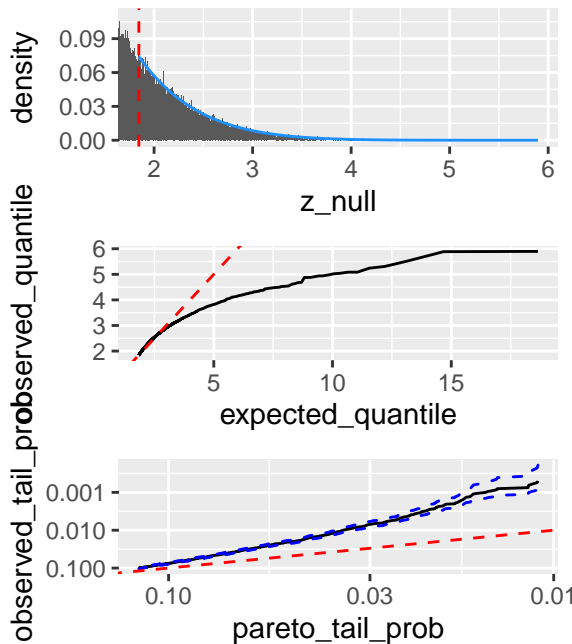 density
0.09
0.06
0.03
0.00
2 3 4 5 6
z_null
observed_quantile
6
5
4
3
2
5 10 15
expected_quantile
observed_tail_prob
0.001
0.010
0.100
0.10 0.03 0.01
pareto_tail_prob